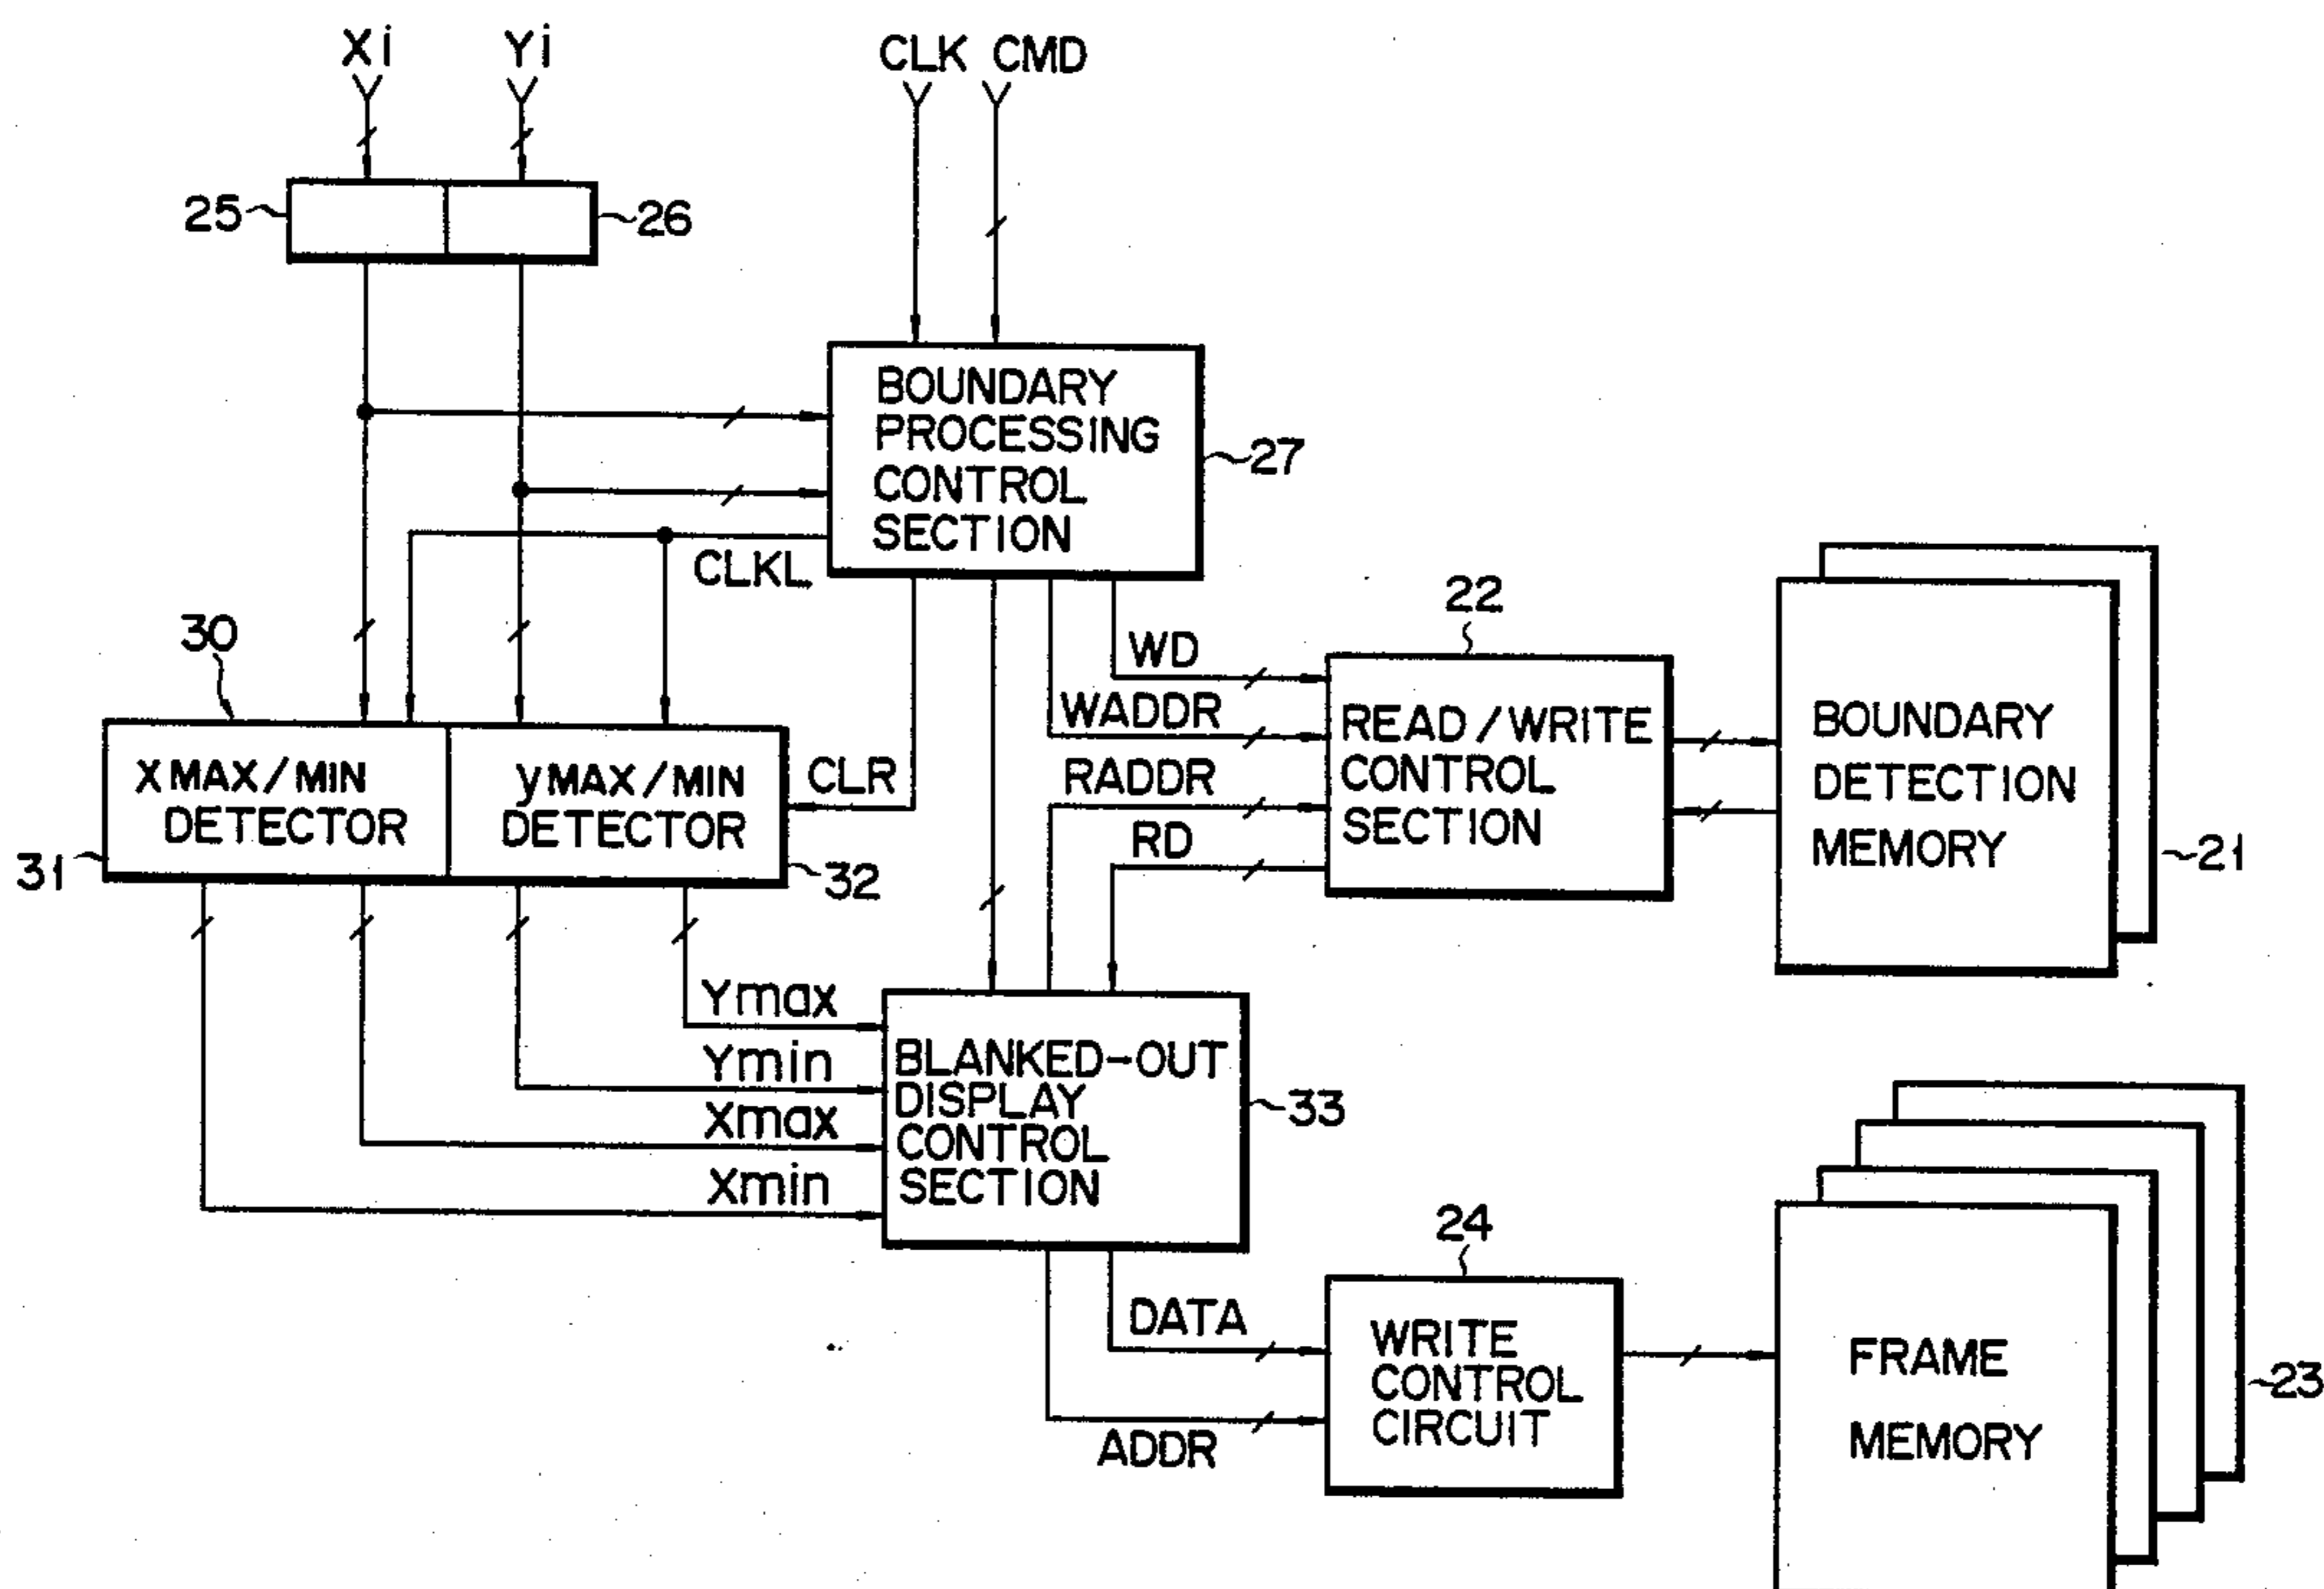 Xi
Yi
CLK
CMD
25
26
BOUNDARY
PROCESSING
CONTROL
SECTION
27
CLKL
30
22
WD
WADDR
RADDR
RD
READ/WRITE
CONTROL
SECTION
BOUNDARY
DETECTION
MEMORY
21
XMAX/MIN
DETECTOR
yMAX/MIN
DETECTOR
CLR
31
32
Ymax
Ymin
Xmax
Xmin
BLANKED-OUT
DISPLAY
CONTROL
SECTION
33
24
DATA
ADDR
WRITE
CONTROL
CIRCUIT
FRAME
MEMORY
23